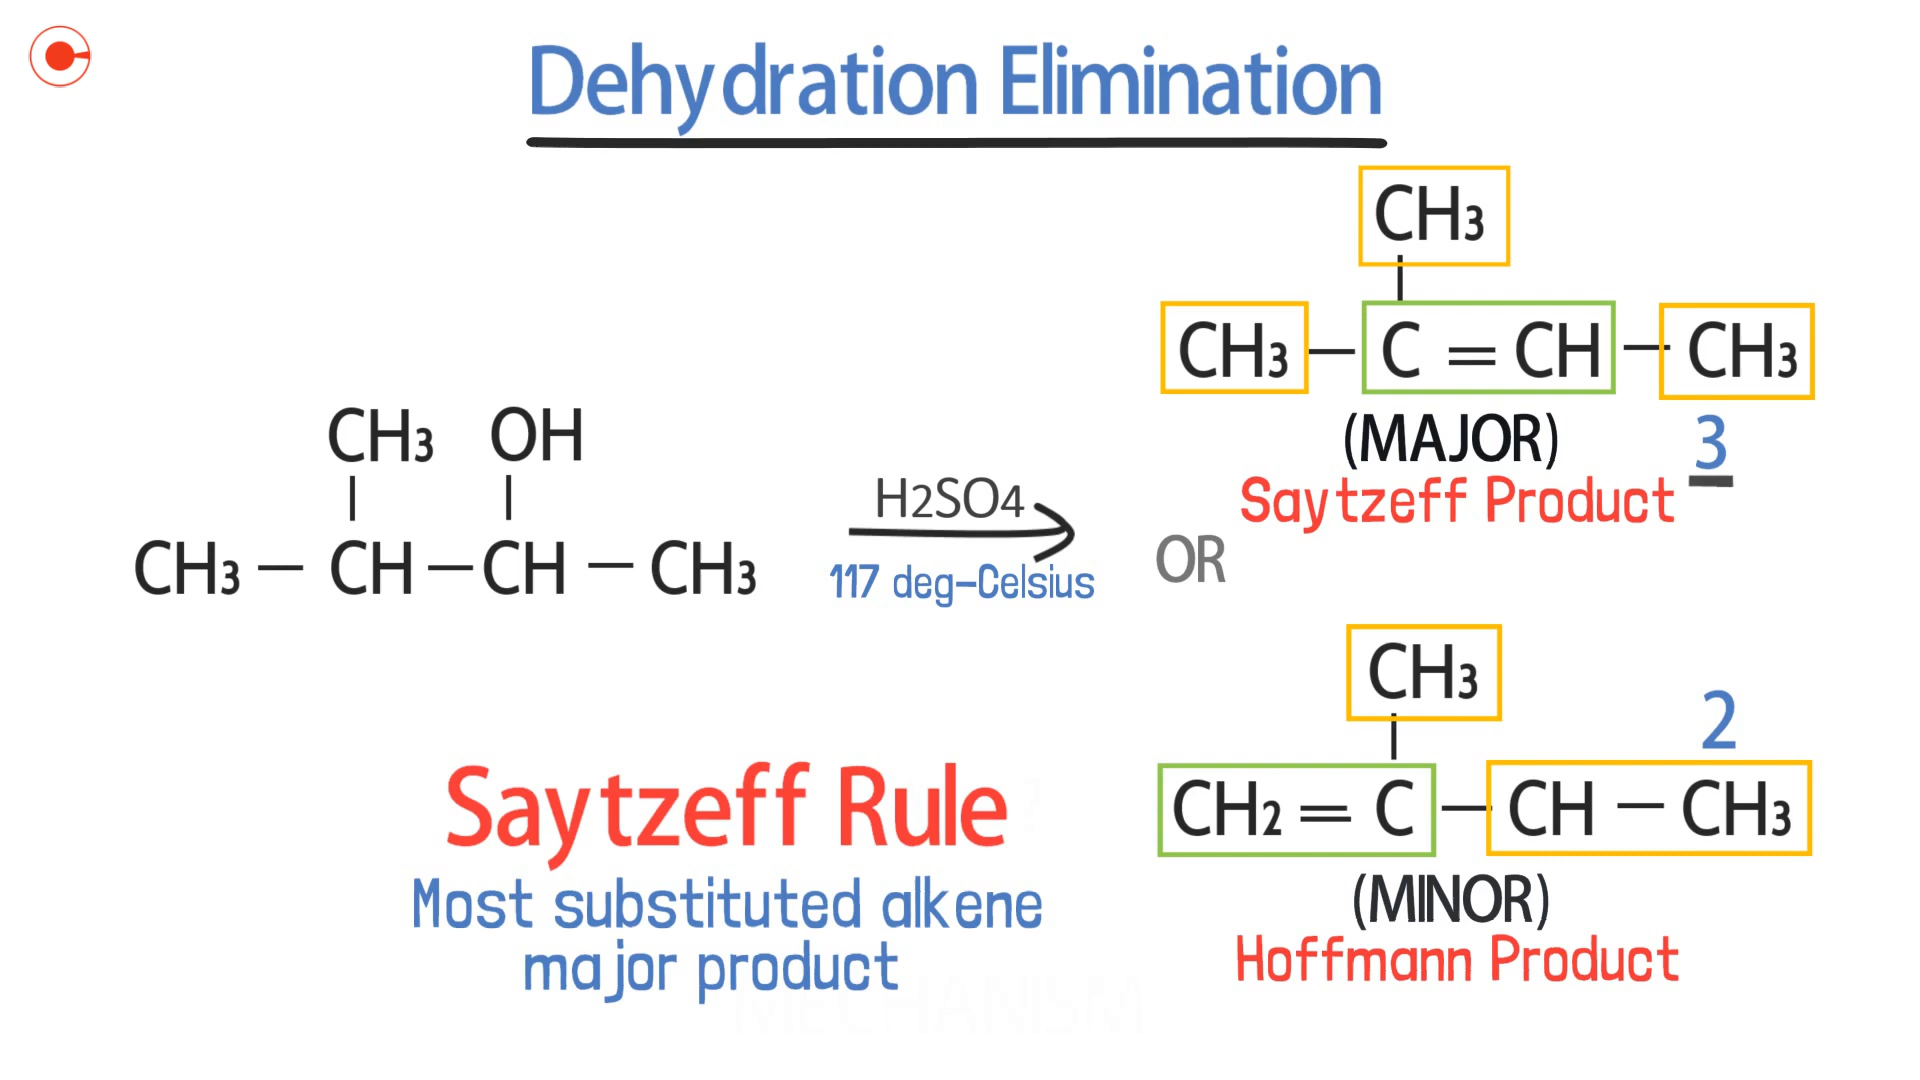 Dehydration Elimination
CH3
CH3 — C = CH — CH3
(MAJOR) 3
Saytzeff Product
CH3 OH
CH3 — CH — CH — CH3
H2SO4
117 deg-Celsius
OR
CH3
2
CH2 = C — CH — CH3
(MINOR)
Hoffmann Product
Saytzeff Rule
Most substituted alkene
major product
MECHANISM